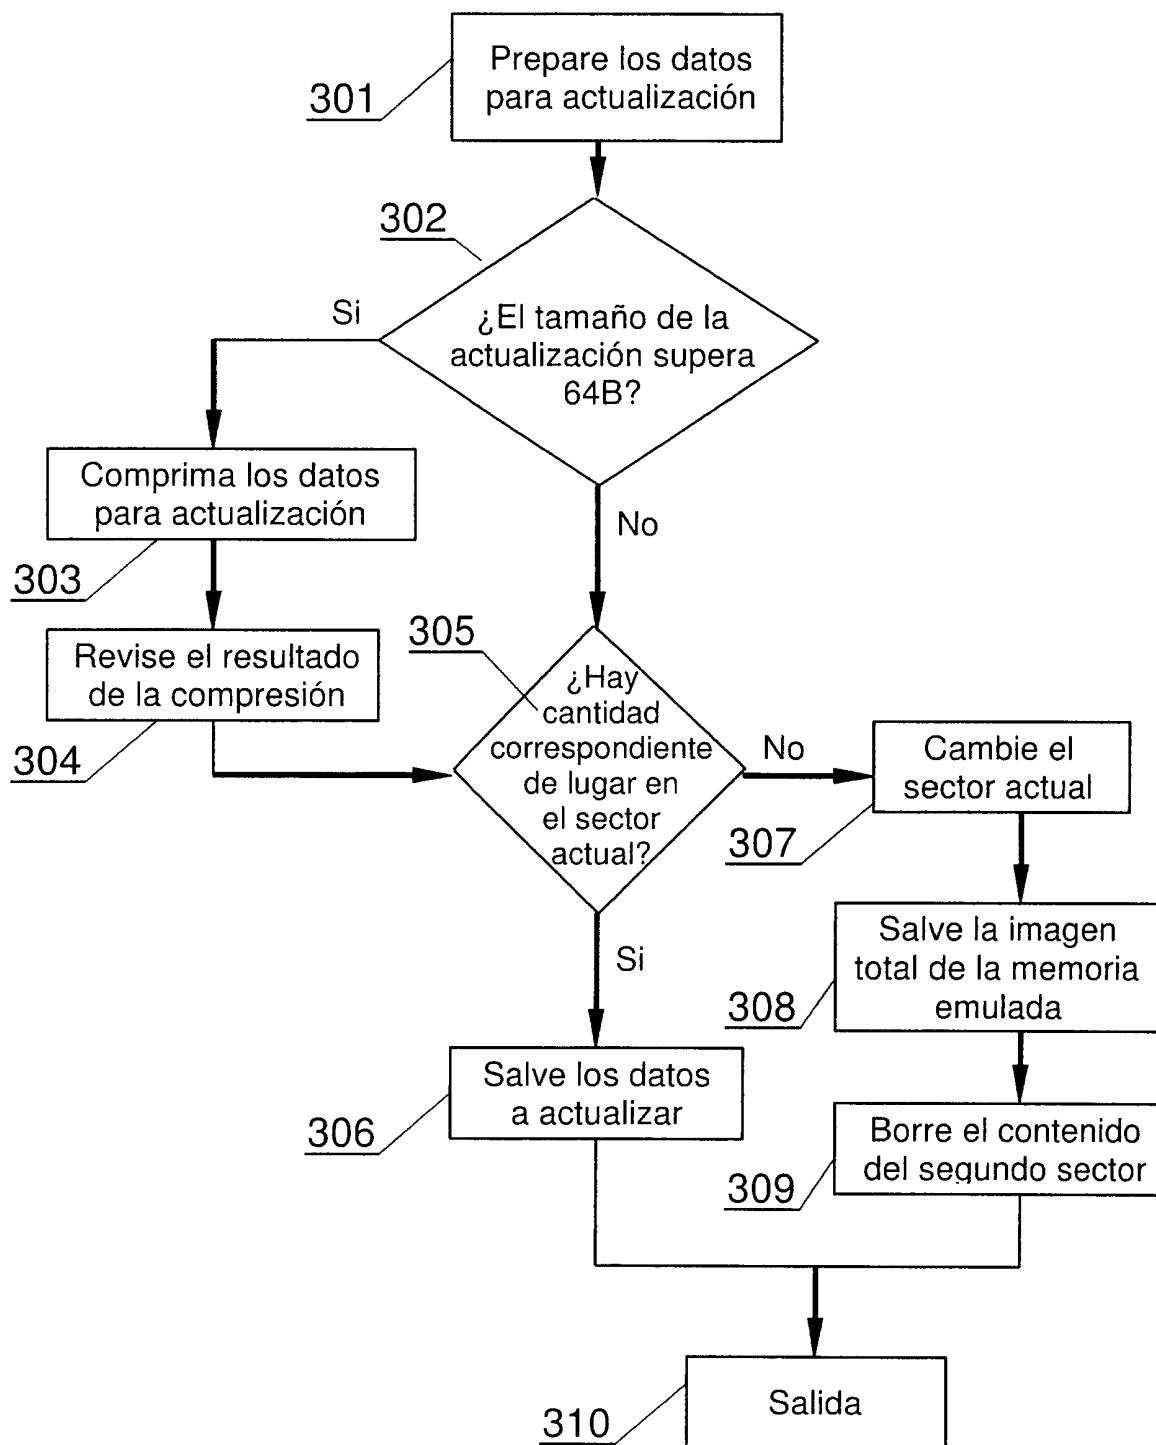 Prepare los datos
para actualización
301
302
Si
¿El tamaño de la
actualización supera
64B?
Comprima los datos
para actualización
No
303
305
Revise el resultado
de la compresión
304
¿Hay
cantidad
correspondiente
de lugar en
el sector
actual?
No
Cambie el
sector actual
307
Si
Salve la imagen
total de la memoria
emulada
308
Salve los datos
a actualizar
306
Borre el contenido
del segundo sector
309
Salida
310